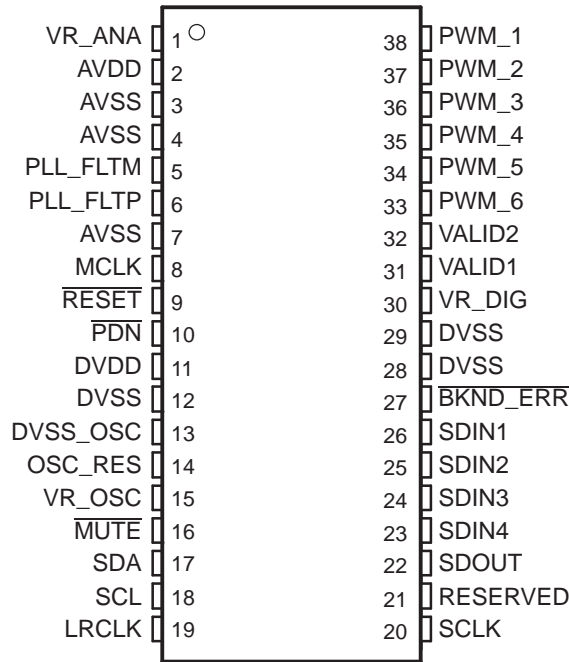 VR_ANA 1 38 PWM_1
AVDD 2 37 PWM_2
AVSS 3 36 PWM_3
AVSS 4 35 PWM_4
PLL_FLTM 5 34 PWM_5
PLL_FLTP 6 33 PWM_6
AVSS 7 32 VALID2
MCLK 8 31 VALID1
RESET 9 30 VR_DIG
PDN 10 29 DVSS
DVDD 11 28 DVSS
DVSS 12 27 BKND_ERR
DVSS_OSC 13 26 SDIN1
OSC_RES 14 25 SDIN2
VR_OSC 15 24 SDIN3
MUTE 16 23 SDIN4
SDA 17 22 SDOUT
SCL 18 21 RESERVED
LRCLK 19 20 SCLK